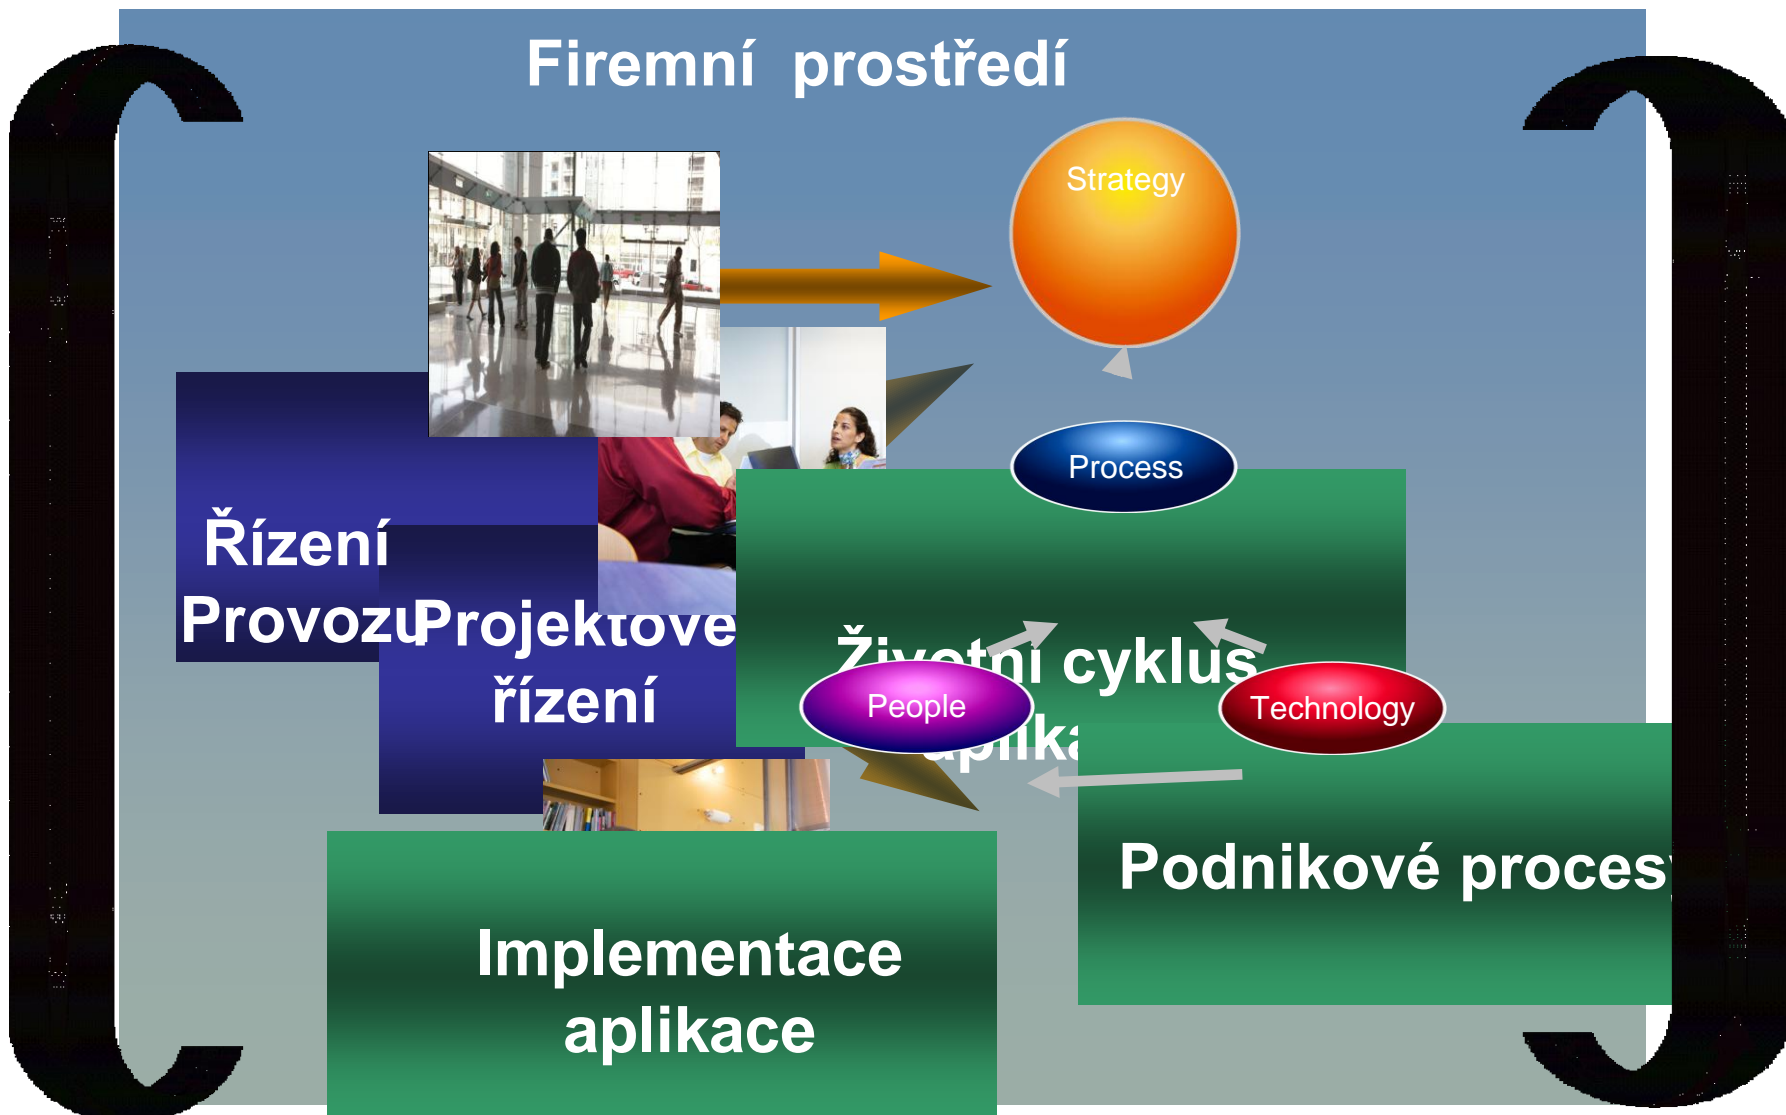 Firemní prostředí
Strategy
Process
Řízení
Provozu
Projektové
řízení
Životní cyklus
People
Technology
Podnikové procesy
Implementace
aplikace